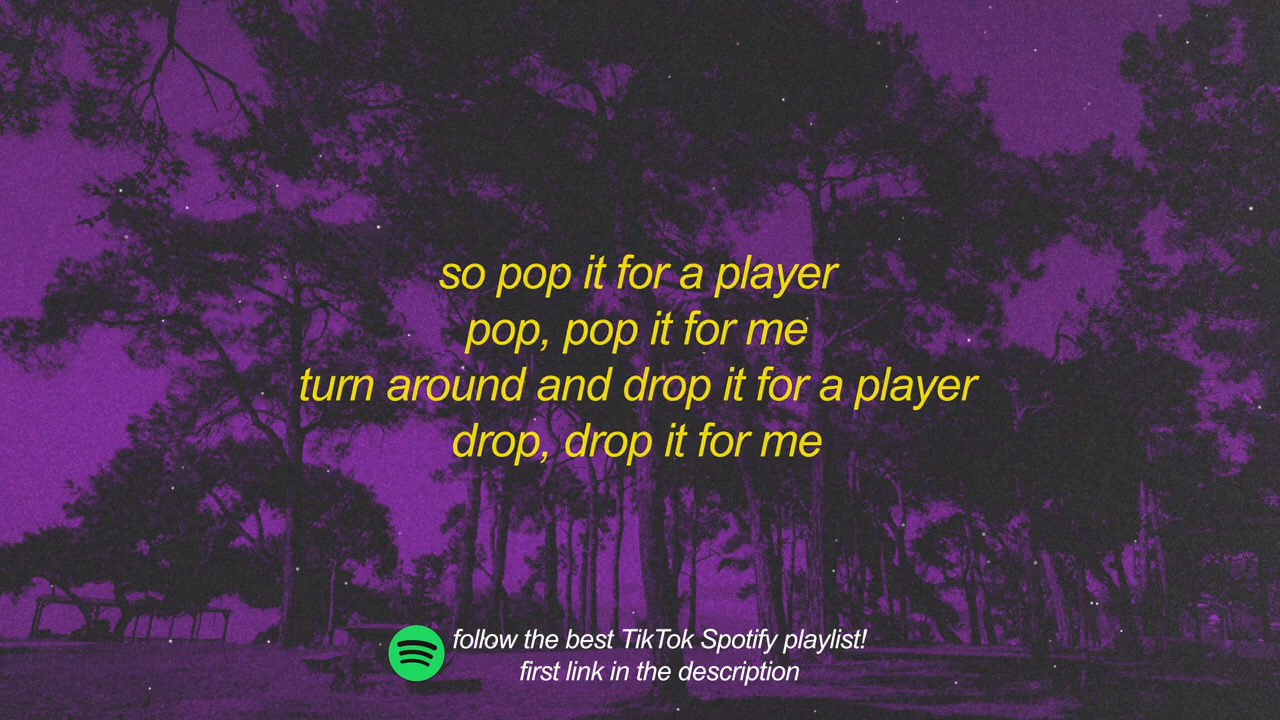 so pop it for a player
pop, pop it for me
turn around and drop it for a player
drop, drop it for me
follow the best TikTok Spotify playlist!
first link in the description